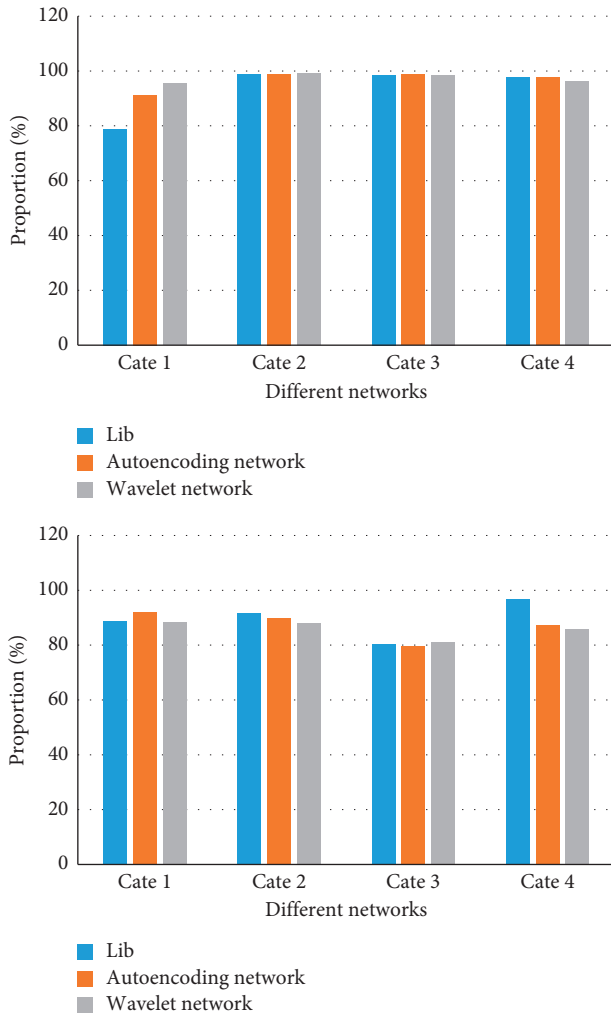 120
100
80
60
40
20
0
Proportion (%)
Cate 1 Cate 2 Cate 3 Cate 4
Different networks
Lib
Autoencoding network
Wavelet network
120
100
80
60
40
20
0
Proportion (%)
Cate 1 Cate 2 Cate 3 Cate 4
Different networks
Lib
Autoencoding network
Wavelet network